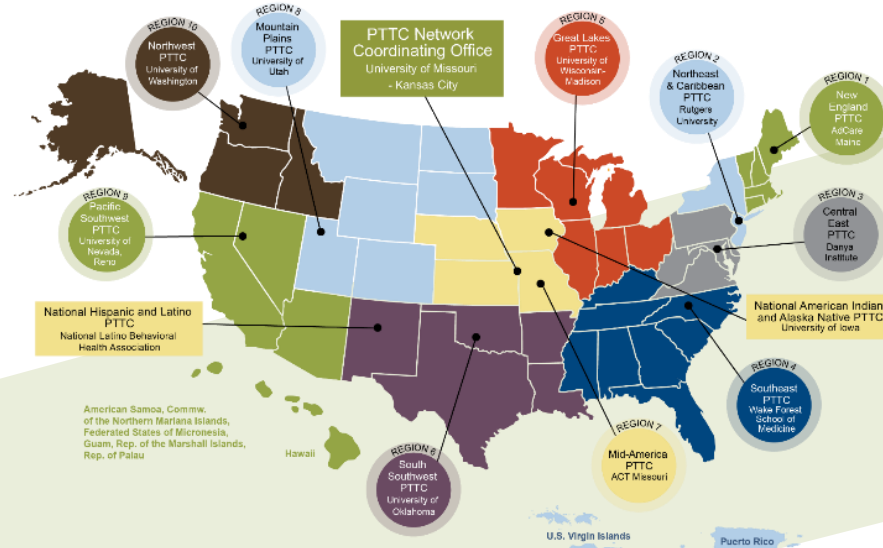 REGION 10
Northwest
PTTC
University of
Washington
REGION 8
Mountain
Plains
PTTC
University of
Utah
PTTC Network
Coordinating Office
University of Missouri
- Kansas City
REGION 5
Great Lakes
PTTC
University of
Wisconsin-
Madison
REGION 2
Northeast
& Caribbean
PTTC
Rutgers
University
REGION 1
New
England
PTTC
AdCare
Maine
REGION 9
Pacific
Southwest
PTTC
University of
Nevada,
Reno
REGION 3
Central
East
PTTC
Danya
Institute
National Hispanic and Latino
PTTC
National Latino Behavioral
Health Association
National American Indian
and Alaska Native PTTC
University of Iowa
REGION 4
Southeast
PTTC
Wake Forest
School of
Medicine
American Samoa, Commw.
of the Northern Mariana Islands,
Federated States of Micronesia,
Guam, Rep. of the Marshall Islands,
Rep. of Palau
Hawaii
REGION 6
South
Southwest
PTTC
University of
Oklahoma
REGION 7
Mid-America
PTTC
ACT Missouri
U.S. Virgin Islands
Puerto Rico